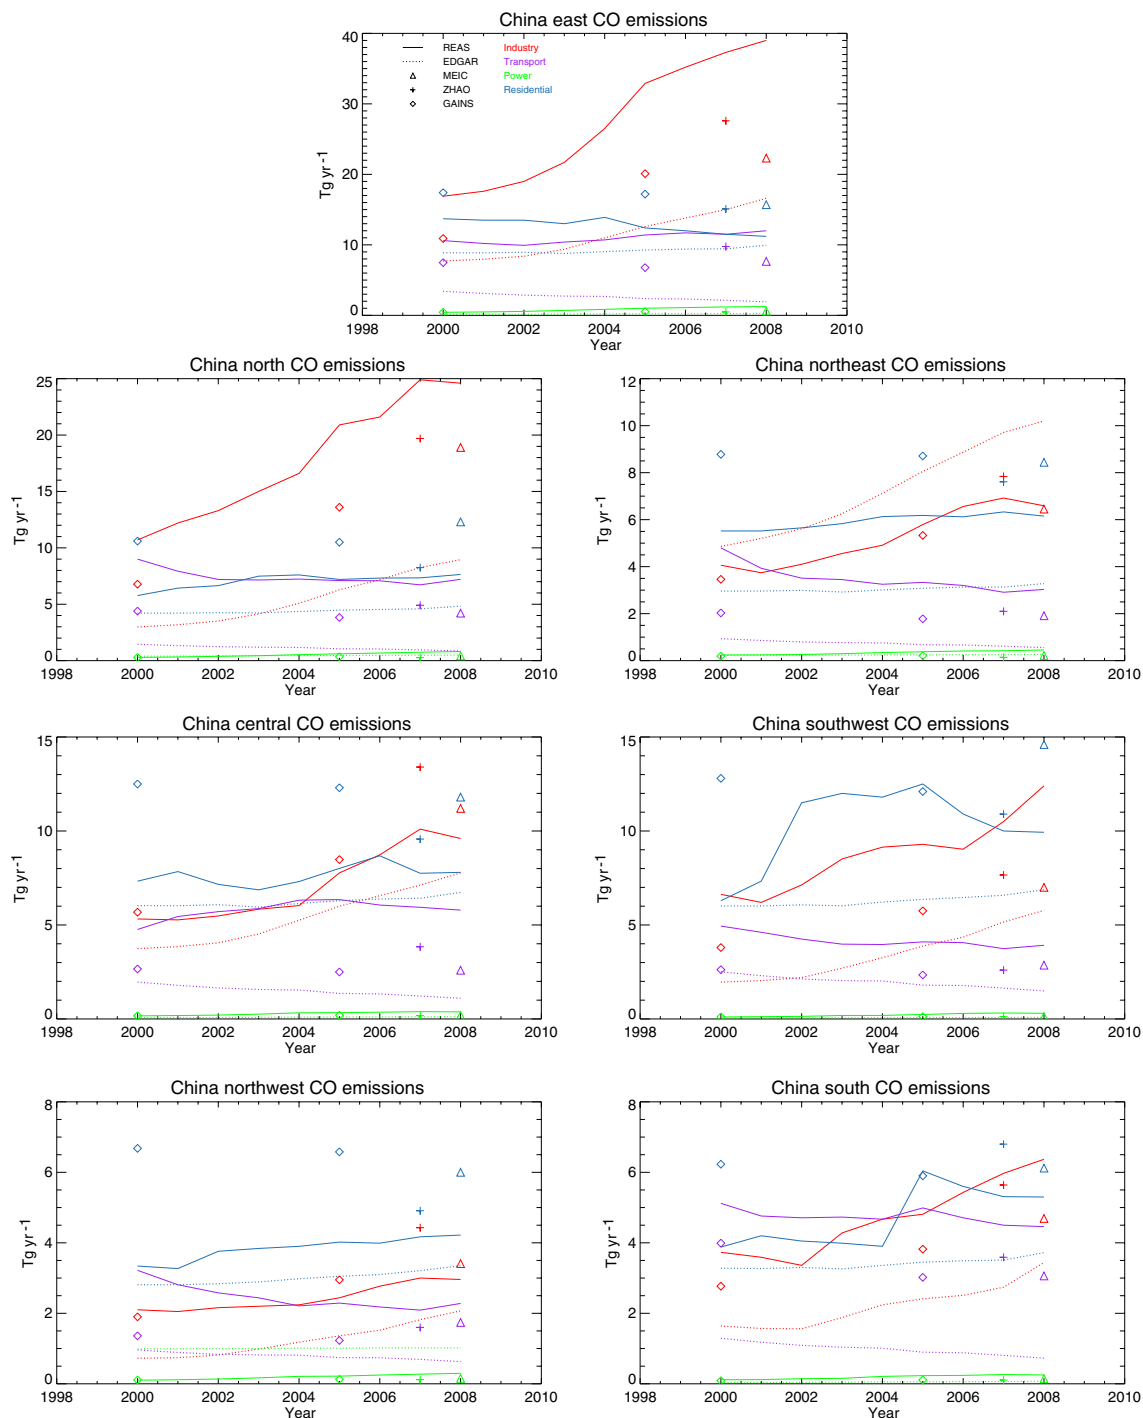 China east CO emissions
REAS Industry
EDGAR Transport
MEIC Power
ZHAO Residential
GAINS
Tg yr-1
40
30
20
10
0
1998 2000 2002 2004 2006 2008 2010
Year
China north CO emissions
Tg yr-1
25
20
15
10
5
0
1998 2000 2002 2004 2006 2008 2010
Year
China northeast CO emissions
Tg yr-1
12
10
8
6
4
2
0
1998 2000 2002 2004 2006 2008 2010
Year
China central CO emissions
Tg yr-1
15
10
5
0
1998 2000 2002 2004 2006 2008 2010
Year
China southwest CO emissions
Tg yr-1
15
10
5
0
1998 2000 2002 2004 2006 2008 2010
Year
China northwest CO emissions
Tg yr-1
8
6
4
2
0
1998 2000 2002 2004 2006 2008 2010
Year
China south CO emissions
Tg yr-1
8
6
4
2
0
1998 2000 2002 2004 2006 2008 2010
Year